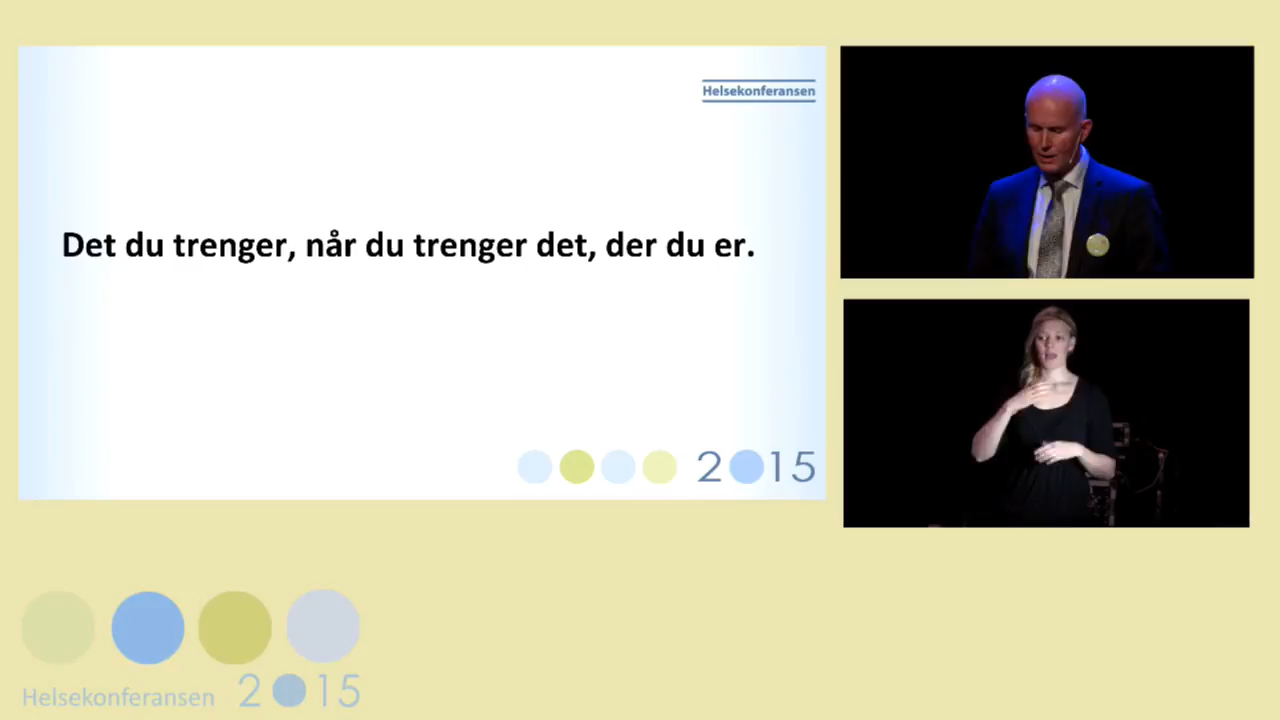 Helsekonferansen
Det du trenger, når du trenger det, der du er.
2015
Helsekonferansen 2015